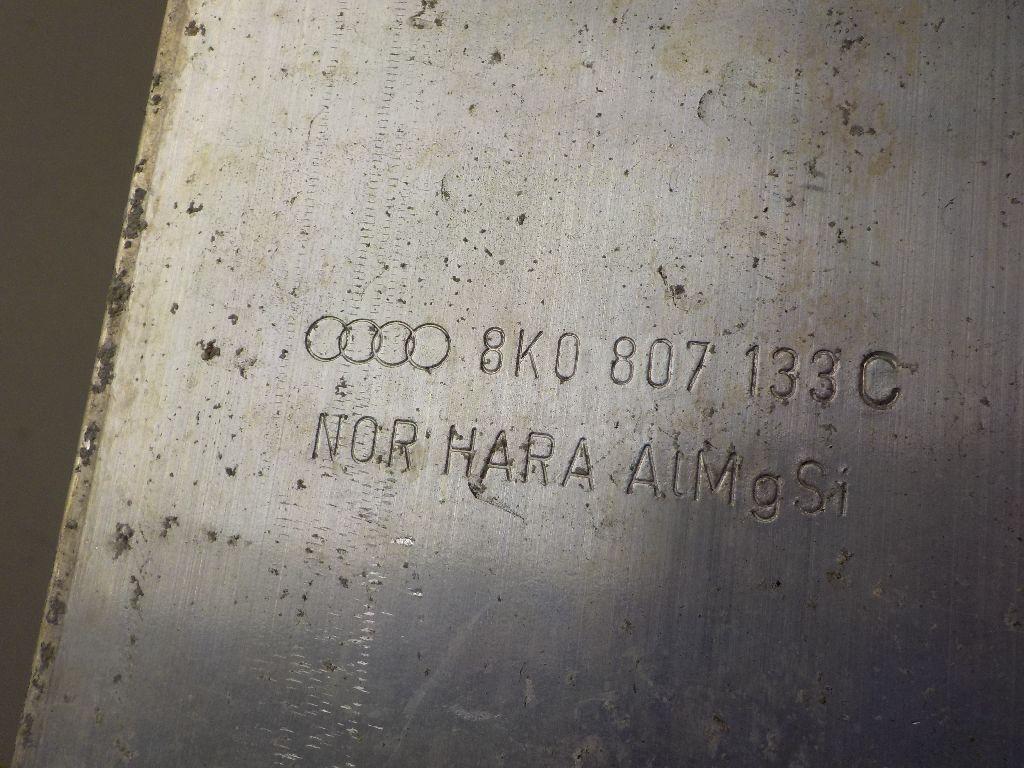 8K0 807 133 C
NOR HARA AlMgSi